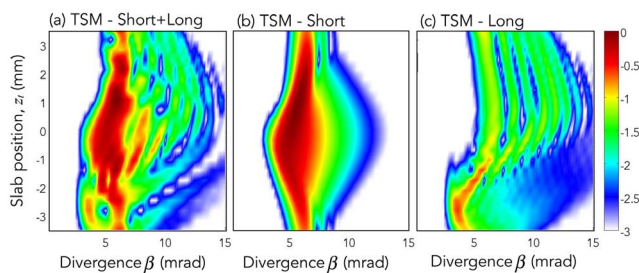 (a) TSM - Short+Long
(b) TSM - Short
(c) TSM - Long
Slab position, zₜ (mm)
3
2
1
0
-1
-2
-3
5 10 15
5 10 15
5 10 15
Divergence β (mrad)
Divergence β (mrad)
Divergence β (mrad)
0
-0.5
-1
-1.5
-2
-2.5
-3